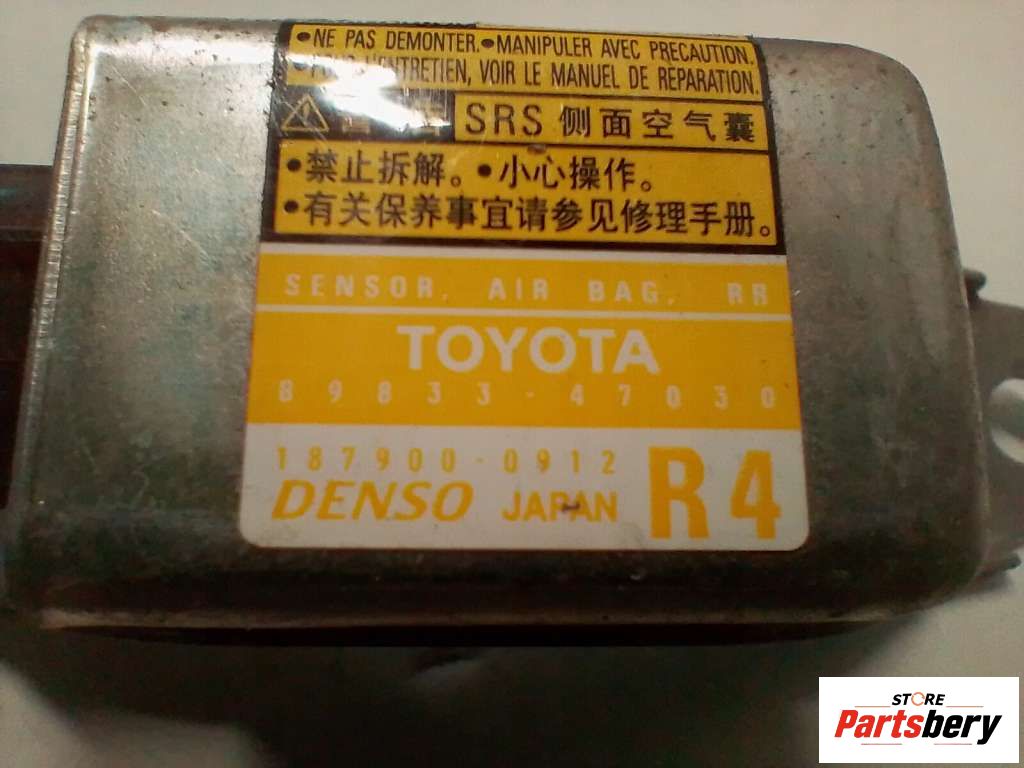 •NE PAS DEMONTER.•MANIPULER AVEC PRECAUTION.
L'ENTRETIEN, VOIR LE MANUEL DE REPARATION.
SRS 侧面空气囊
•禁止拆解。•小心操作。
•有关保养事宜请参见修理手册。
SENSOR, AIR BAG, RR
TOYOTA
89833-47030
187900-0912
DENSO JAPAN R4
STORE
Partsbery